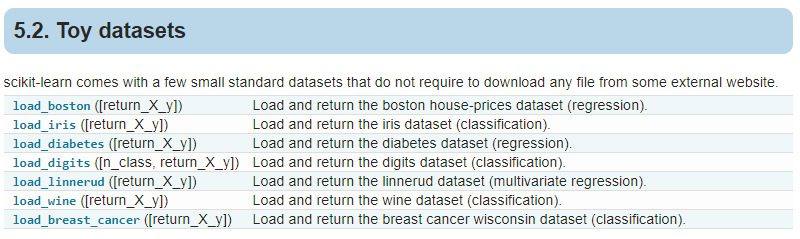 5.2. Toy datasets
scikit-learn comes with a few small standard datasets that do not require to download any file from some external website.
load_boston ([return_X_y]) Load and return the boston house-prices dataset (regression).
load_iris ([return_X_y]) Load and return the iris dataset (classification).
load_diabetes ([return_X_y]) Load and return the diabetes dataset (regression).
load_digits ([n_class, return_X_y]) Load and return the digits dataset (classification).
load_linnerud ([return_X_y]) Load and return the linnerud dataset (multivariate regression).
load_wine ([return_X_y]) Load and return the wine dataset (classification).
load_breast_cancer ([return_X_y]) Load and return the breast cancer wisconsin dataset (classification).